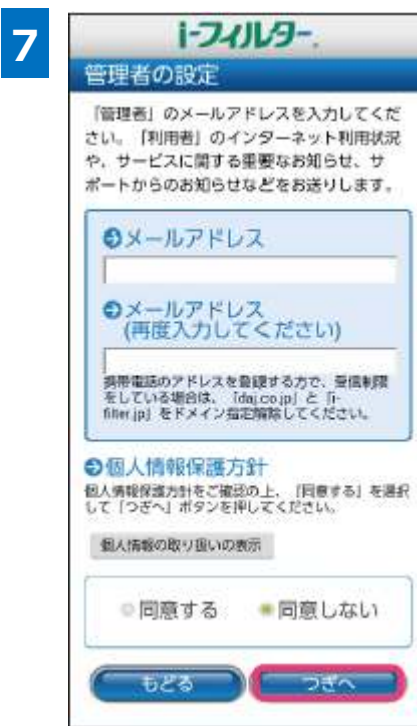 7
i-フィルター.
管理者の設定
「管理者」のメールアドレスを入力してくだ
さい。「利用者」のインターネット利用状況
や、サービスに関する重要なお知らせ、サ
ポートからのお知らせなどをお送りします。
メールアドレス
メールアドレス
(再度入力してください)
携帯電話のアドレスを登録する方で、受信制限
をしている場合は、「daj.co.jp」と「i-
filter.jp」をドメイン指定解除してください。
個人情報保護方針
個人情報保護方針をご確認の上、「同意する」を選択
して「つぎへ」ボタンを押してください。
個人情報の取り扱いの表示
同意する 同意しない
もどる つぎへ